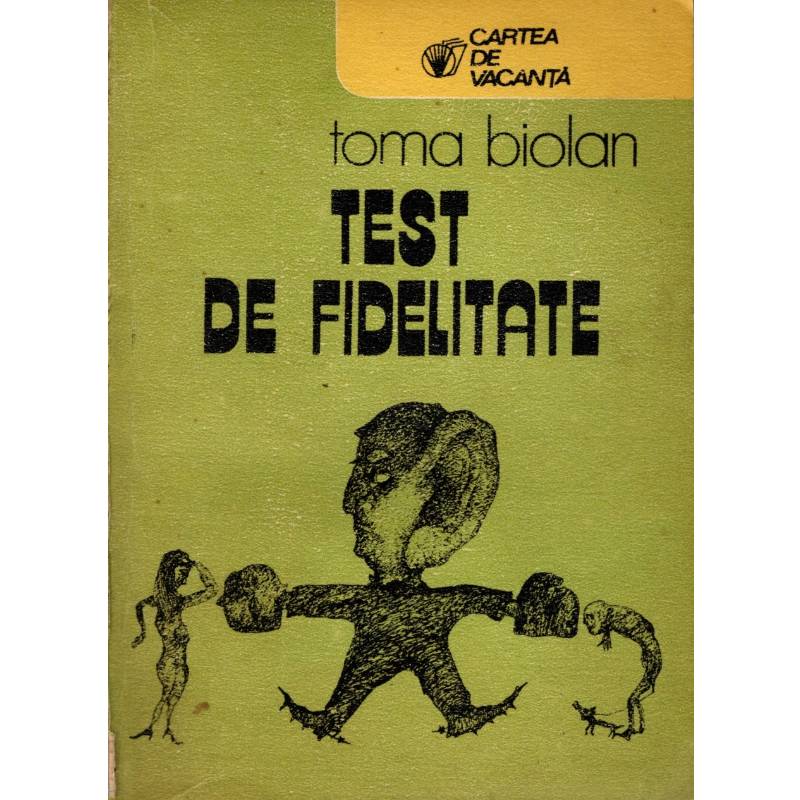 CARTEA
DE
VACANȚĂ
toma biolan
TEST
DE FIDELITATE